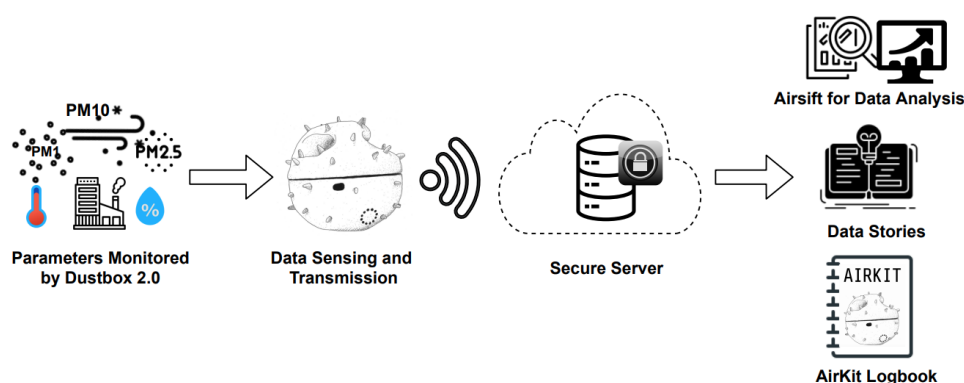 PM10*
PM1
*PM2.5
%
Parameters Monitored
by Dustbox 2.0
Data Sensing and
Transmission
Secure Server
Airsift for Data Analysis
Data Stories
AIRKIT
AirKit Logbook